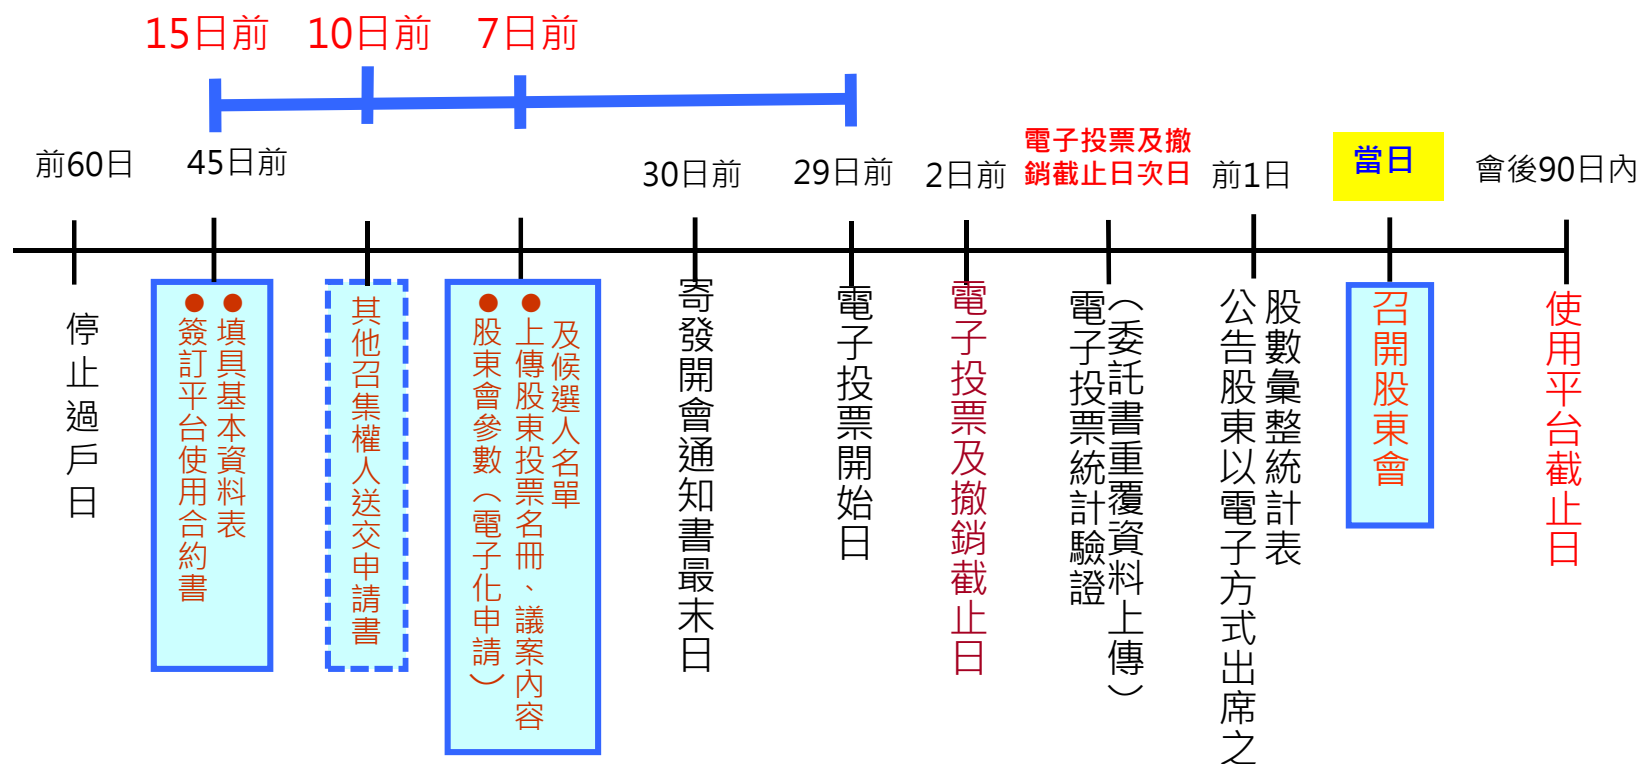 15日前
10日前
7日前
前60日
45日前
30日前
29日前
2日前
電子投票及撤
銷截止日次日
前1日
當日
會後90日內
停止過戶日
●填具基本資料表
●簽訂平台使用合約書
其他召集權人送交申請書
●上傳股東投票名冊、議案內容
及候選人名單
●股東會參數（電子化申請）
寄發開會通知書最末日
電子投票開始日
電子投票及撤銷截止日
電子投票統計驗證
（委託書重覆資料上傳）
公告股東以電子方式出席之
股數彙整統計表
召開股東會
使用平台截止日